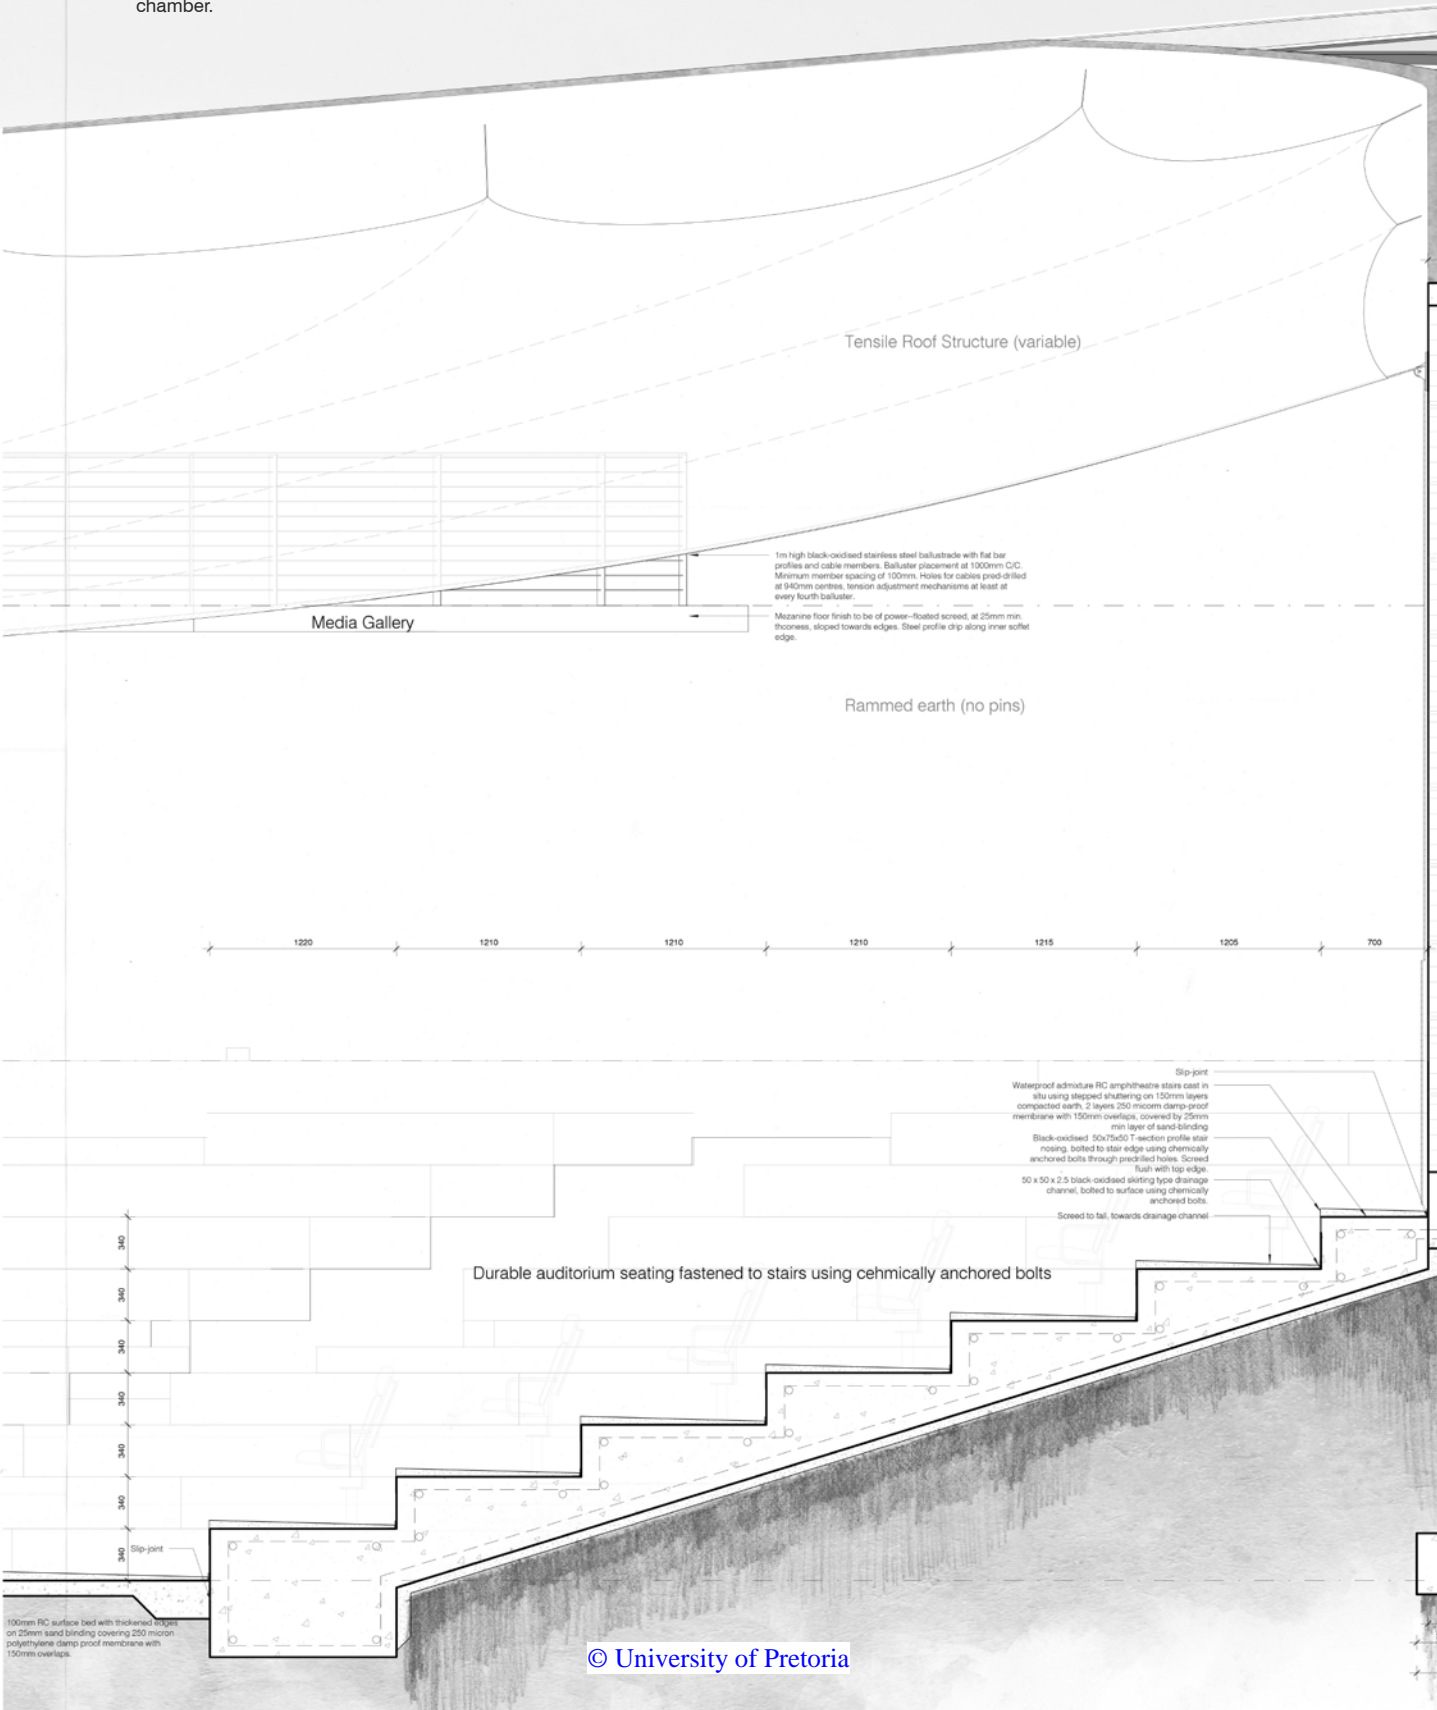 chamber.
Tensile Roof Structure (variable)
1m high black-oxidised stainless steel ballustrade with flat bar
profiles and cable members. Baluster placement at 1000mm C/C.
Minimum member spacing of 100mm. Holes for cables pred-drilled
at 940mm centres, tension adjustment mechanisms at least at
every fourth baluster.
Media Gallery
Mezanine floor finish to be of power–floated screed, at 25mm min.
thiconess, sloped towards edges. Steel profile drip along inner soffet
edge.
Rammed earth (no pins)
1220 1210 1210 1210 1215 1205 700
Slip-joint
Waterproof admixture RC amphitheatre stairs cast in
situ using stepped shuttering on 150mm layers
compacted earth, 2 layers 250 micorm damp-proof
membrane with 150mm overlaps, covered by 25mm
min layer of sand-blinding
Black-oxidised 50x75x50 T-section profile stair
nosing, bolted to stair edge using chemically
anchored bolts through predrilled holes. Screed
flush with top edge.
50 x 50 x 2.5 black-oxidised skirting type drainage
channel, bolted to surface using chemically
anchored bolts.
Screed to fall, towards drainage channel
340
340
340
340
340
340
340
Durable auditorium seating fastened to stairs using cehmically anchored bolts
Slip-joint
100mm RC surface bed with thickened edges
on 25mm sand blinding covering 250 micron
polyethylene damp proof membrane with
150mm overlaps.
© University of Pretoria